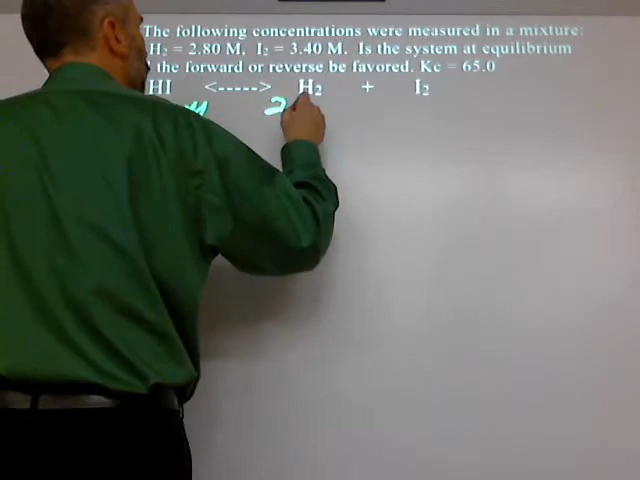 The following concentrations were measured in a mixture:
H₂ = 2.80 M. I₂ = 3.40 M. Is the system at equilibrium
the forward or reverse be favored. Kc = 65.0
HI <-----> H₂ + I₂
M 2